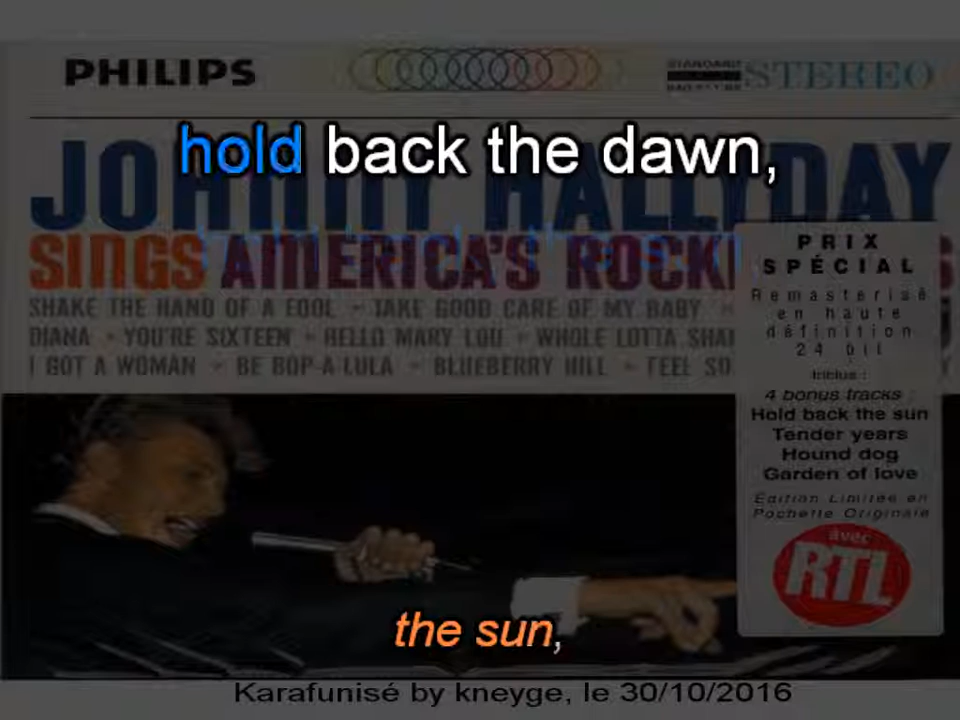 PHILIPS
STEREO
hold back the dawn,
JOHNNY HALLYDAY
SINGS AMERICA'S ROCKI
SHAKE THE HAND OF A FOOL - TAKE GOOD CARE OF MY BABY
DIANA - YOU'RE SIXTEEN - HELLO MARY LOU - WHOLE LOTTA SHA
I GOT A WOMAN - BE BOP-A-LULA - BLUEBERRY HILL - FEEL SO
PRIX
SPÉCIAL
Remasterisé
en haute
définition
24 bit
Inclus :
4 bonus tracks :
Hold back the sun
Tender years
Hound dog
Garden of love
Édition Limitée en
Pochette Originale
avec
RTL
the sun,
Karafunisé by kneyge, le 30/10/2016